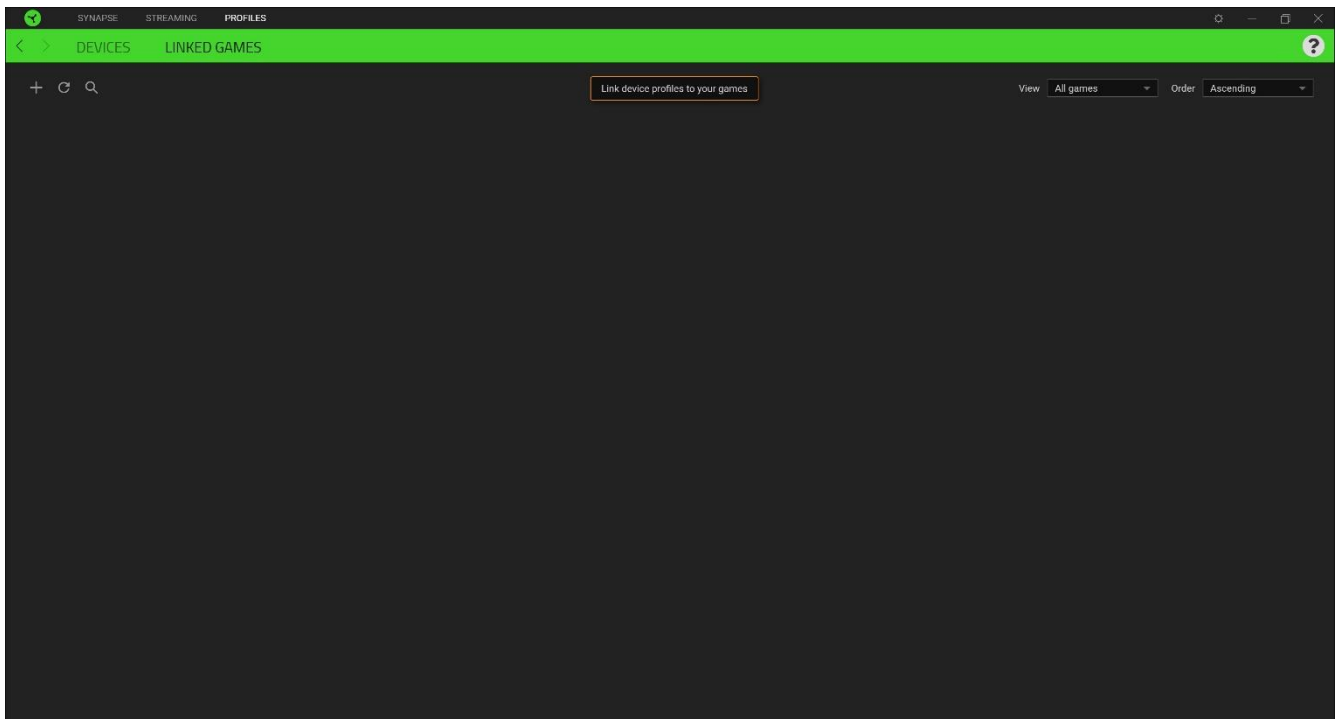 SYNAPSE STREAMING PROFILES
DEVICES LINKED GAMES ?
Link device profiles to your games View All games Order Ascending